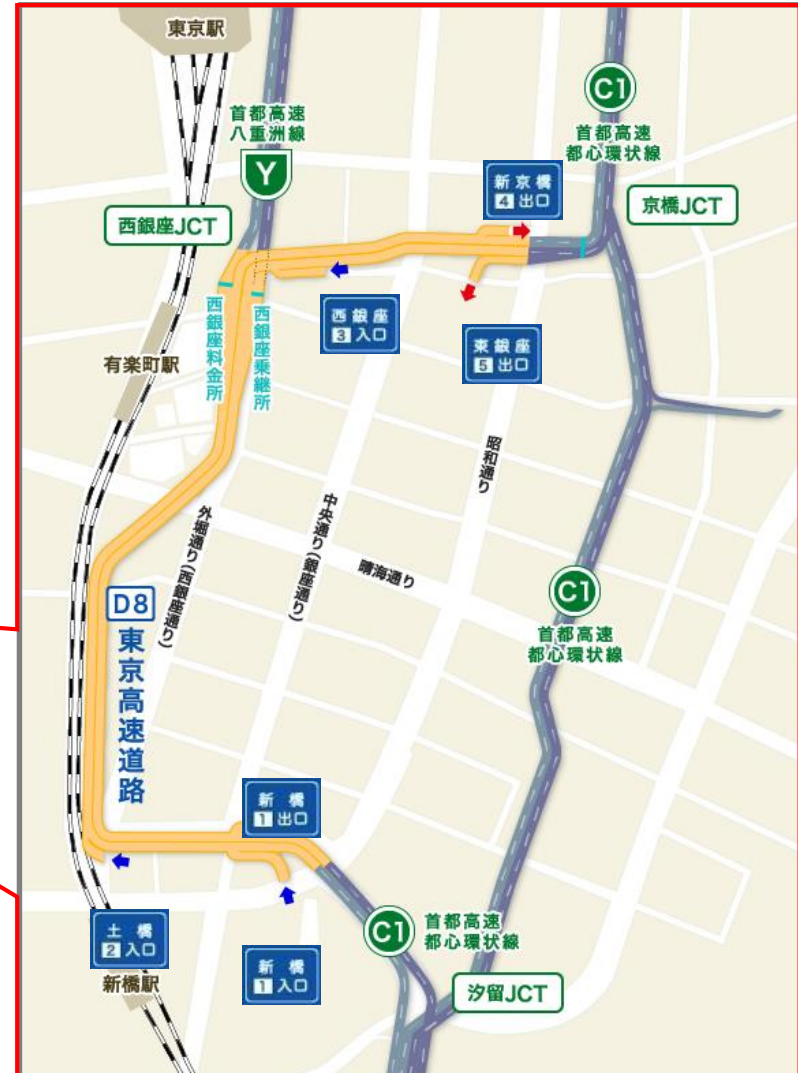 東京駅
首都高速
八重洲線
Y
C1
首都高速
都心環状線
新京橋
4 出口
京橋JCT
西銀座JCT
西銀座料金所
西銀座乗継所
西銀座
3 入口
東銀座
5 出口
有楽町駅
昭和通り
外堀通り(西銀座通り)
中央通り(銀座通り)
晴海通り
C1
首都高速
都心環状線
D8
東京高速道路
新橋
1 出口
土橋
2 入口
新橋駅
新橋
1 入口
C1
首都高速
都心環状線
汐留JCT